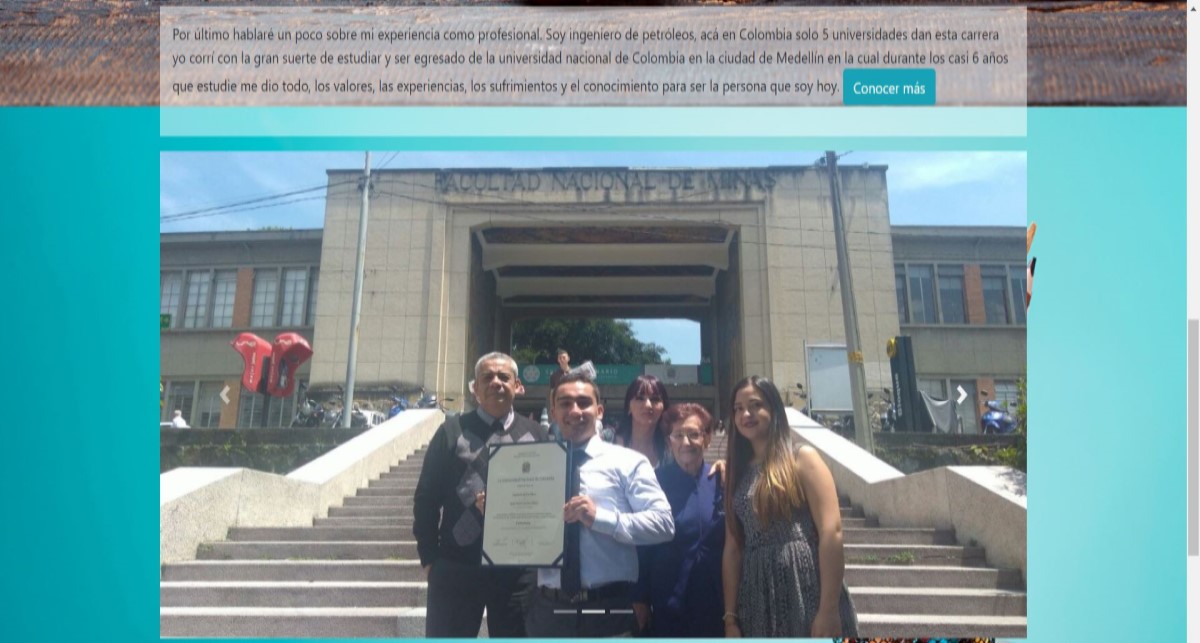 Por último hablaré un poco sobre mi experiencia como profesional. Soy ingeniero de petróleos, acá en Colombia solo 5 universidades dan esta carrera
yo corrí con la gran suerte de estudiar y ser egresado de la universidad nacional de Colombia en la ciudad de Medellín en la cual durante los casi 6 años
que estudie me dio todo, los valores, las experiencias, los sufrimientos y el conocimiento para ser la persona que soy hoy. Conocer más
FACULTAD NACIONAL DE MINAS